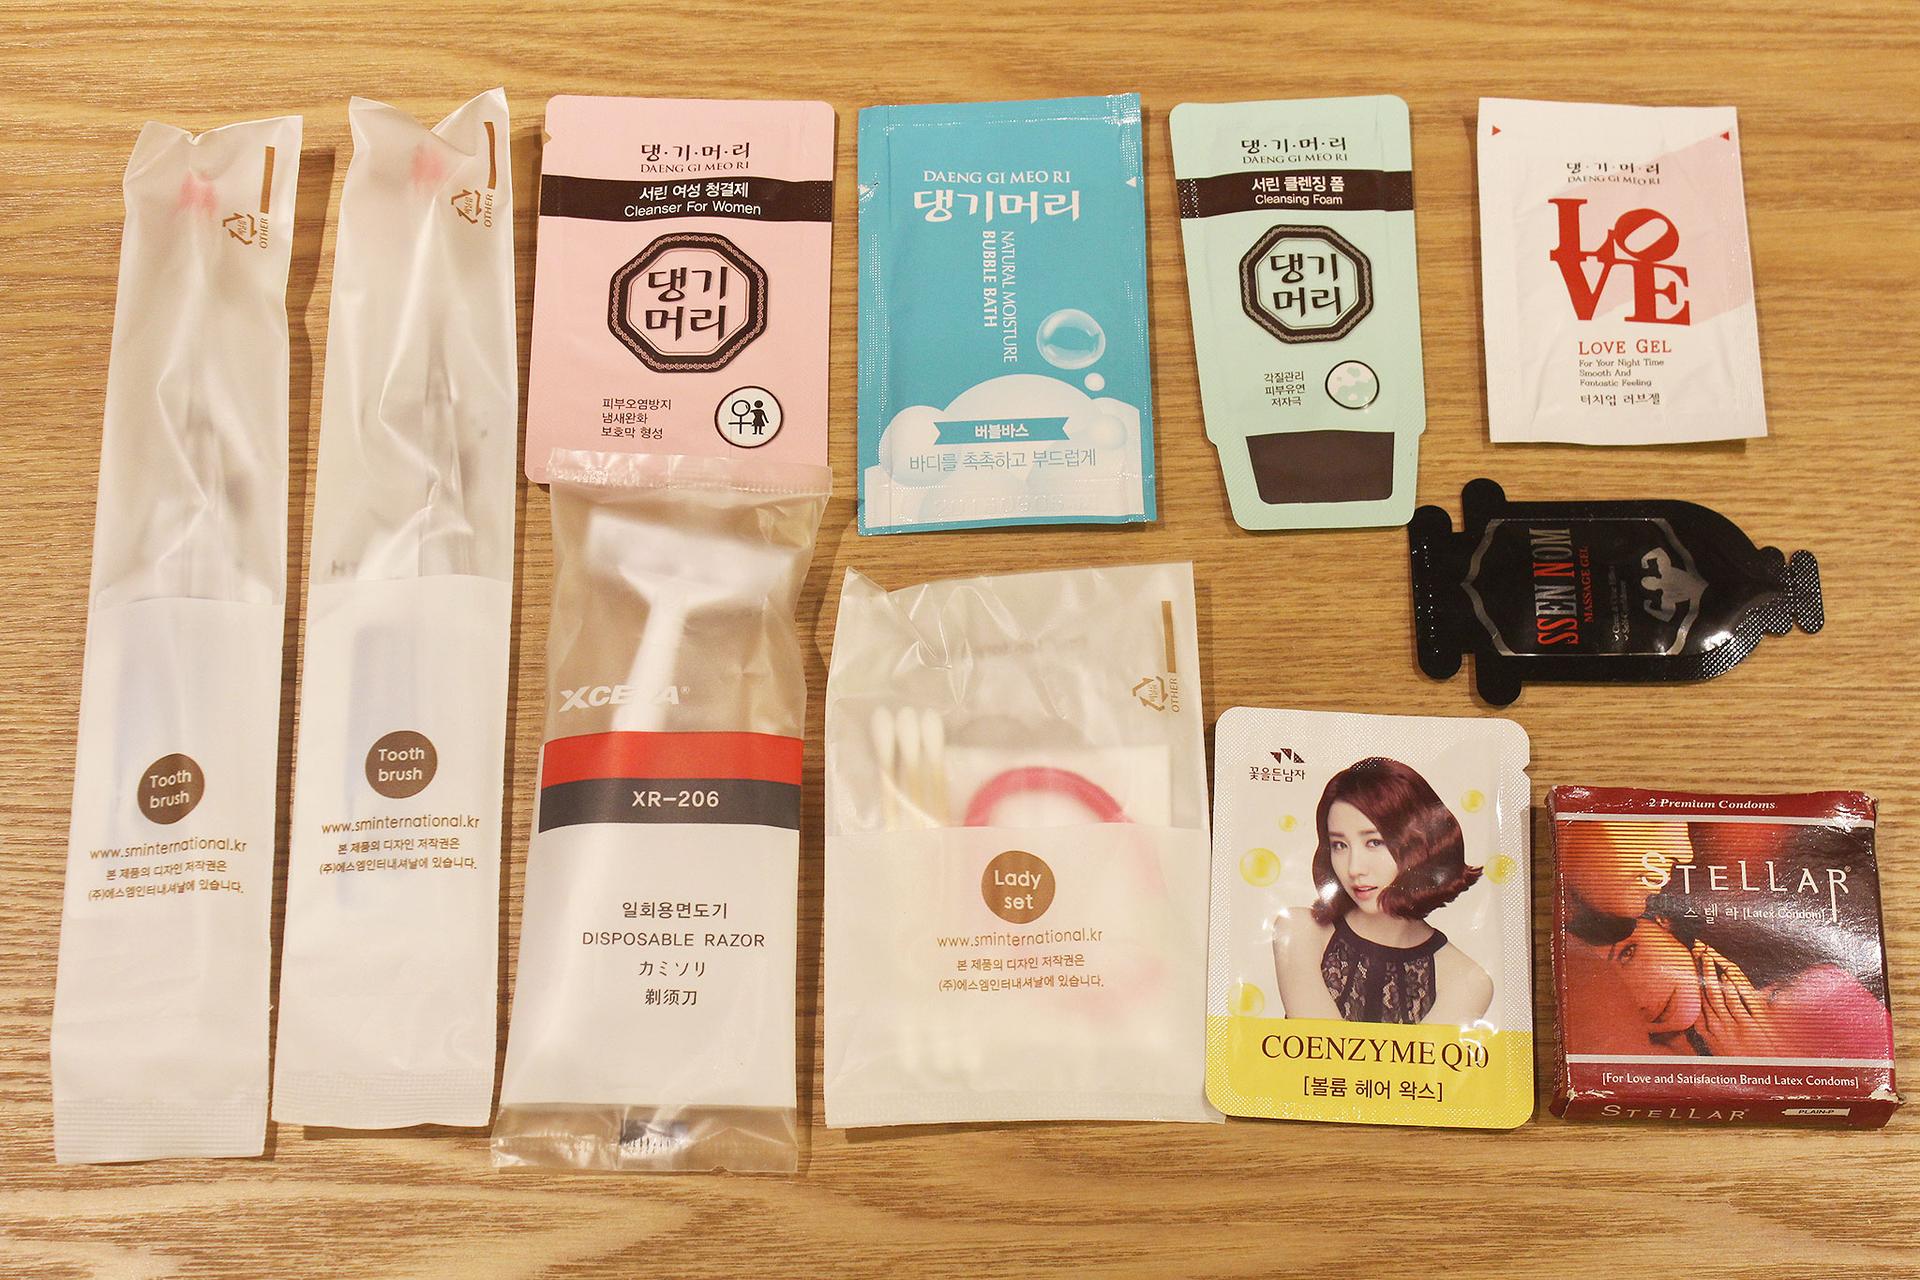 OTHER
Tooth
brush
www.sminternational.kr
본 제품의 디자인 저작권은
(주)에스엠인터내셔날에 있습니다.
OTHER
Tooth
brush
www.sminternational.kr
본 제품의 디자인 저작권은
(주)에스엠인터내셔날에 있습니다.
댕·기·머·리
DAENG GI MEO RI
서린 여성 청결제
Cleanser For Women
댕기
머리
피부오염방지
냄새완화
보호막 형성
DAENG GI MEO RI
댕기머리
NATURAL MOISTURE
BUBBLE BATH
버블바스
바디를 촉촉하고 부드럽게
댕·기·머·리
DAENG GI MEO RI
서린 클렌징 폼
Cleansing Foam
댕기
머리
각질관리
피부유연
저자극
댕·기·머·리
DAENG GI MEO RI
LOVE
LOVE GEL
For Your Night Time
Smooth And
Fantastic Feeling
터치업 러브젤
SSEN NOM
MASSAGE GEL
XR-206
일회용면도기
DISPOSABLE RAZOR
カミソリ
剃须刀
OTHER
Lady
set
www.sminternational.kr
본 제품의 디자인 저작권은
(주)에스엠인터내셔날에 있습니다.
꽃을든남자
COENZYME Q10
[볼륨 헤어 왁스]
2 Premium Condoms
STELLAR
스텔라 [Latex Condom]
[For Love and Satisfaction Brand Latex Condoms]
STELLAR
PLAIN-P